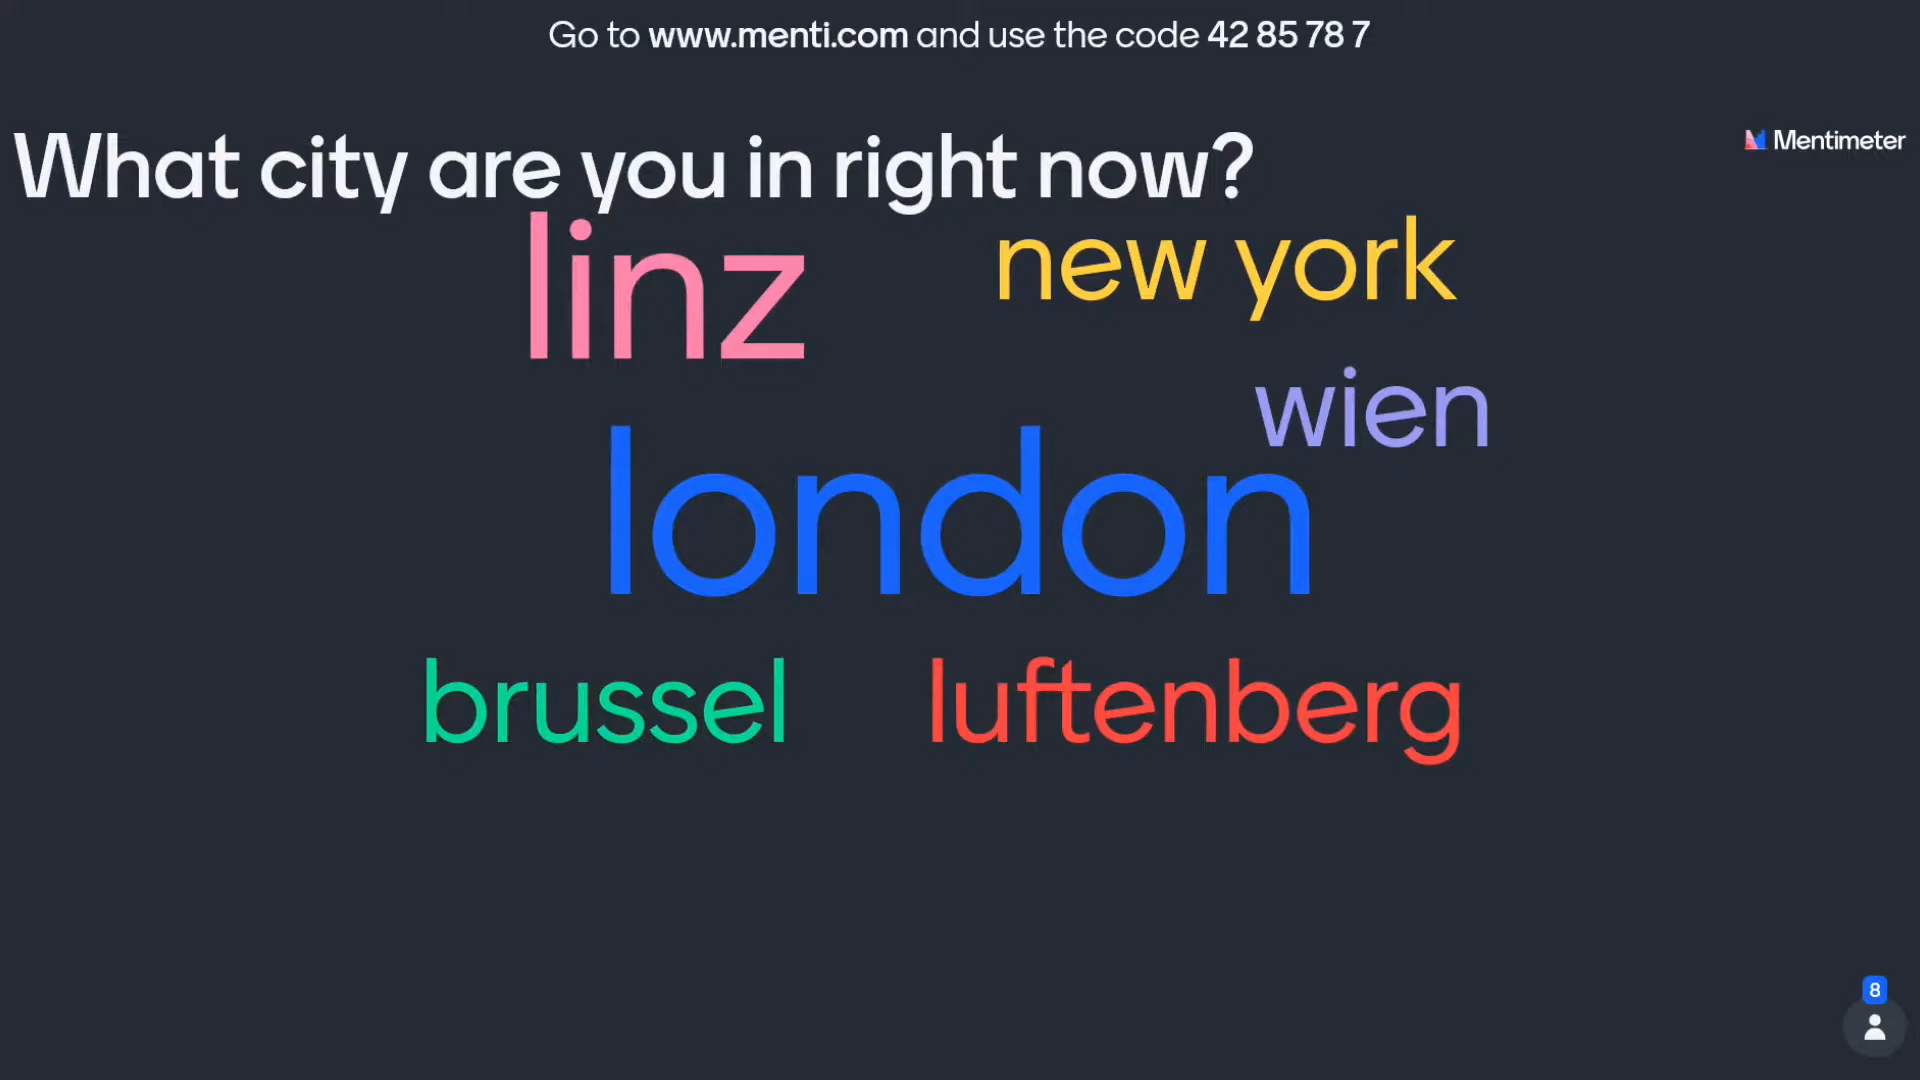 Go to www.menti.com and use the code 42 85 78 7
What city are you in right now?
Mentimeter
linz
new york
wien
london
brussel
luftenberg
8